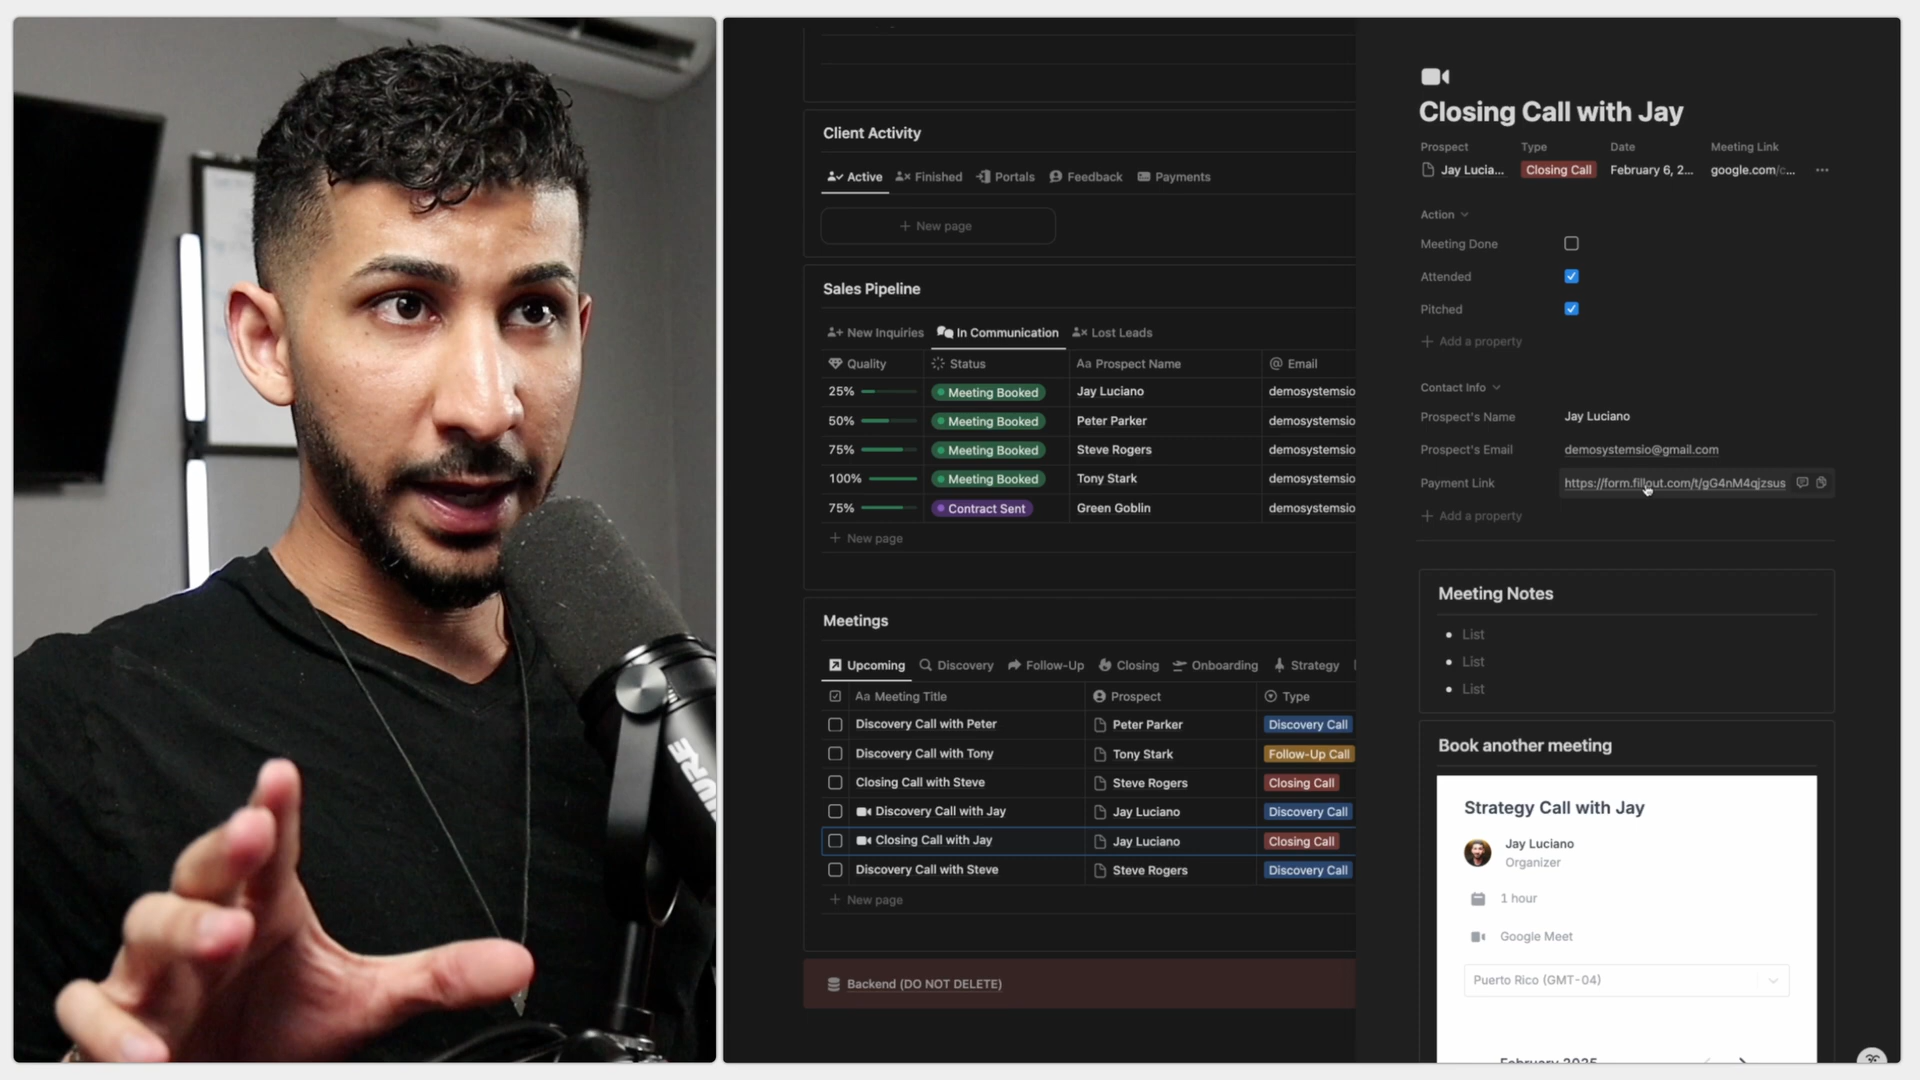 Client Activity
Active Finished Portals Feedback Payments
+ New page
Sales Pipeline
New Inquiries In Communication Lost Leads
Quality Status Aa Prospect Name @ Email
25% Meeting Booked Jay Luciano demosystemsio
50% Meeting Booked Peter Parker demosystemsio
75% Meeting Booked Steve Rogers demosystemsio
100% Meeting Booked Tony Stark demosystemsio
75% Contract Sent Green Goblin demosystemsio
+ New page
Meetings
Upcoming Discovery Follow-Up Closing Onboarding Strategy
Aa Meeting Title Prospect Type
Discovery Call with Peter Peter Parker Discovery Call
Discovery Call with Tony Tony Stark Follow-Up Call
Closing Call with Steve Steve Rogers Closing Call
Discovery Call with Jay Jay Luciano Discovery Call
Closing Call with Jay Jay Luciano Closing Call
Discovery Call with Steve Steve Rogers Discovery Call
+ New page
Backend (DO NOT DELETE)
Closing Call with Jay
Prospect Type Date Meeting Link
Jay Lucia... Closing Call February 6, 2... google.com/c... ...
Action
Meeting Done
Attended
Pitched
+ Add a property
Contact Info
Prospect's Name Jay Luciano
Prospect's Email demosystemsio@gmail.com
Payment Link https://form.fillout.com/t/gG4nM4qjzsus
+ Add a property
Meeting Notes
• List
• List
• List
Book another meeting
Strategy Call with Jay
Jay Luciano
Organizer
1 hour
Google Meet
Puerto Rico (GMT-04)
February 2025